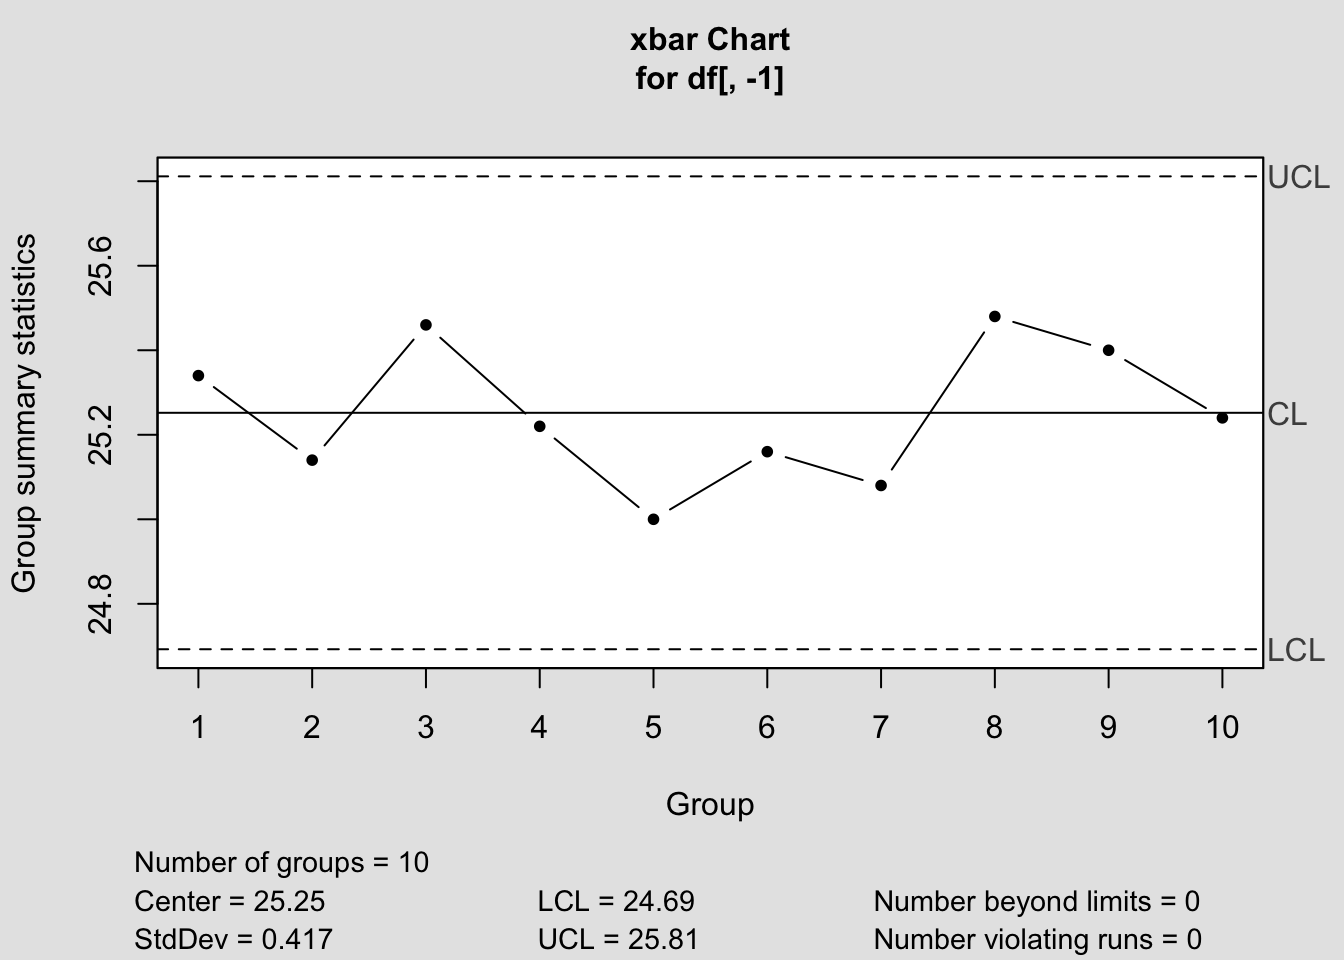 xbar Chart
for df[, -1]
UCL
CL
LCL
Group summary statistics
25.6
25.2
24.8
1 2 3 4 5 6 7 8 9 10
Group
Number of groups = 10
Center = 25.25 LCL = 24.69 Number beyond limits = 0
StdDev = 0.417 UCL = 25.81 Number violating runs = 0